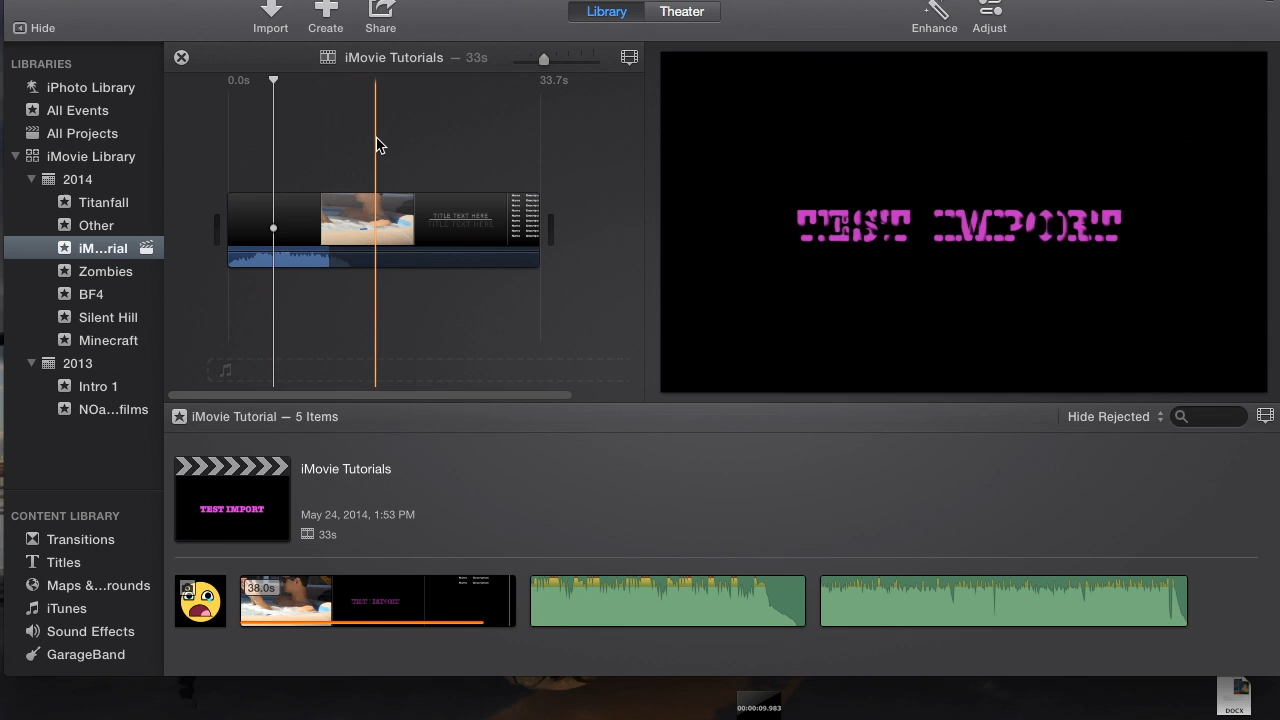 Library Theater
Hide Import Create Share Enhance Adjust
LIBRARIES
iPhoto Library
All Events
All Projects
iMovie Library
2014
Titanfall
Other
iM...rial
Zombies
BF4
Silent Hill
Minecraft
2013
Intro 1
NOa...films
CONTENT LIBRARY
Transitions
Titles
Maps &...rounds
iTunes
Sound Effects
GarageBand
iMovie Tutorials — 33s
0.0s 33.7s
TITLE TEXT HERE
TITLE TEXT HERE
TEST IMPORT
iMovie Tutorial — 5 Items
Hide Rejected
iMovie Tutorials
TEST IMPORT
May 24, 2014, 1:53 PM
33s
38.0s
TEST IMPORT
00:00:09.983
DOCX